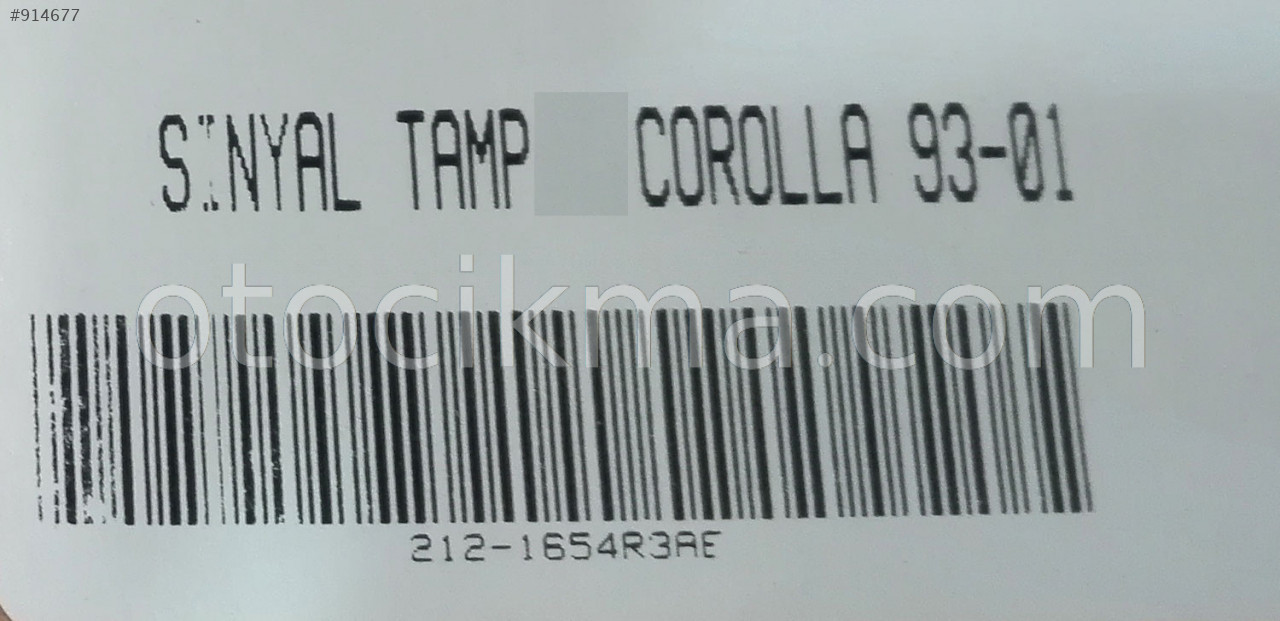 #914677
SİNYAL TAMP COROLLA 93-01
otocikma.com
212-1654R3AE